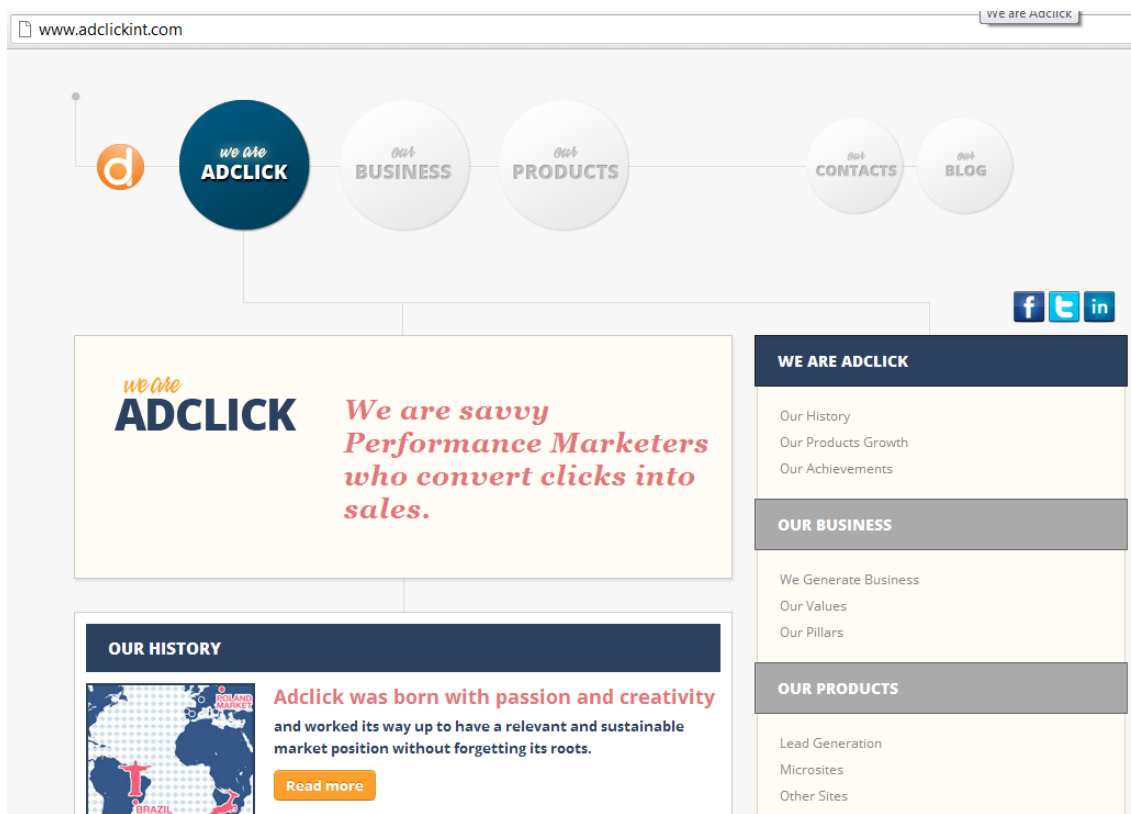 We are Adclick
www.adclickint.com
we are
ADCLICK
our
BUSINESS
our
PRODUCTS
our
CONTACTS
our
BLOG
we are
ADCLICK
We are savvy
Performance Marketers
who convert clicks into
sales.
OUR HISTORY
POLAND
MARKET
BRAZIL
Adclick was born with passion and creativity
and worked its way up to have a relevant and sustainable
market position without forgetting its roots.
Read more
WE ARE ADCLICK
Our History
Our Products Growth
Our Achievements
OUR BUSINESS
We Generate Business
Our Values
Our Pillars
OUR PRODUCTS
Lead Generation
Microsites
Other Sites